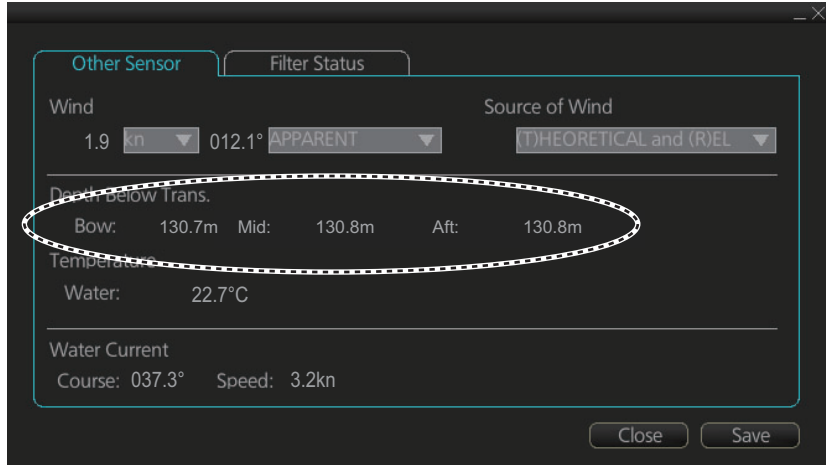 Other Sensor Filter Status
Wind Source of Wind
1.9 kn 012.1° APPARENT (T)HEORETICAL and (R)EL
Depth Below Trans.
Bow: 130.7m Mid: 130.8m Aft: 130.8m
Temperature
Water: 22.7°C
Water Current
Course: 037.3° Speed: 3.2kn
Close Save